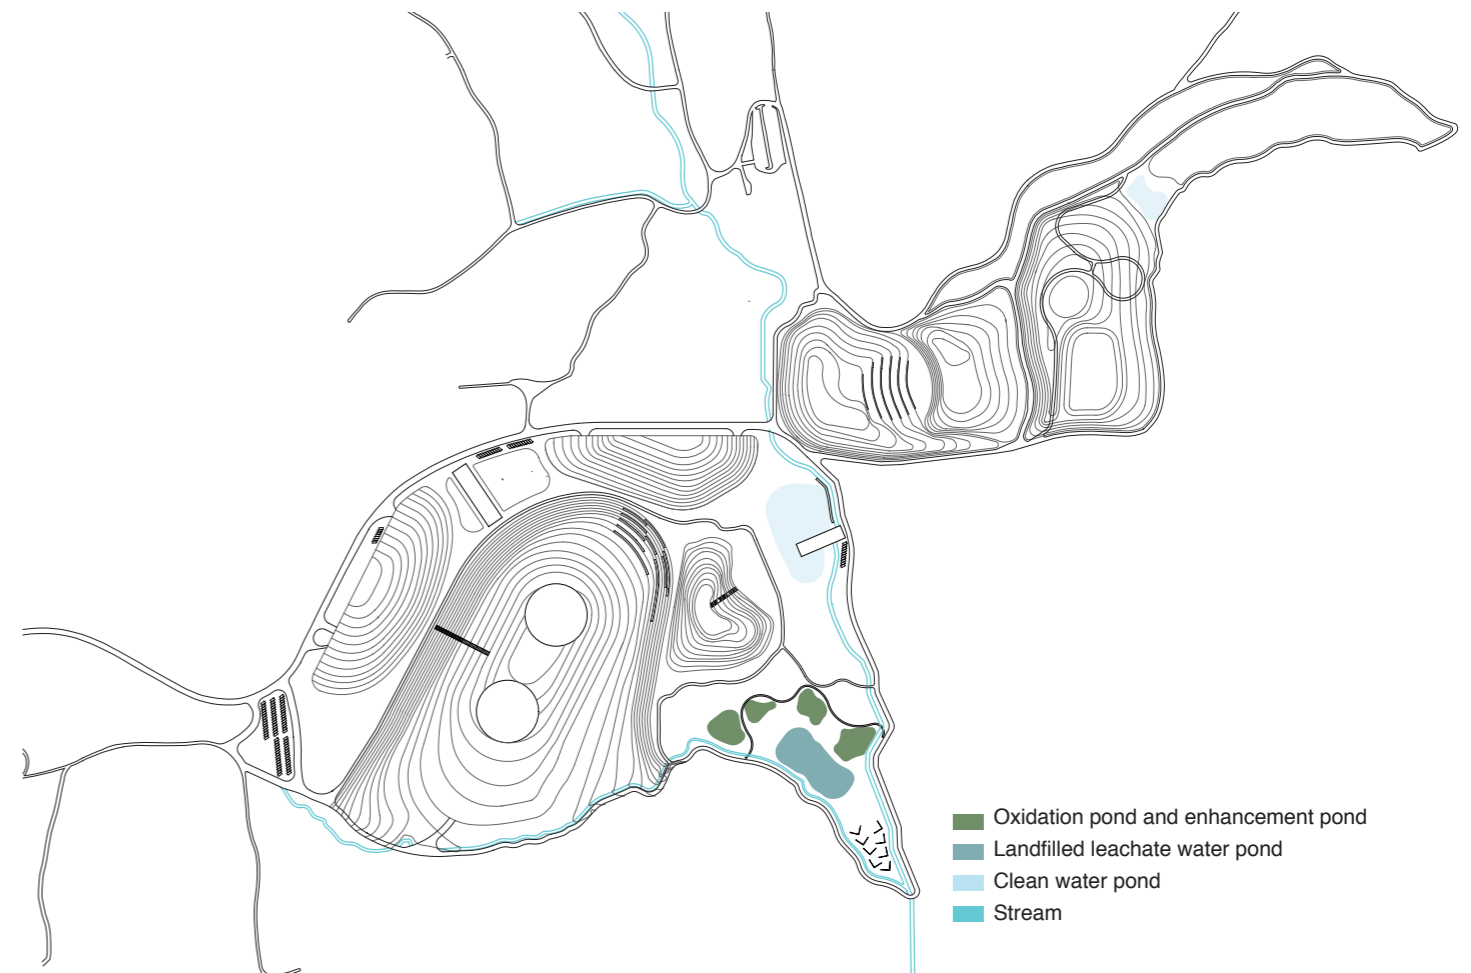 Oxidation pond and enhancement pond
Landfilled leachate water pond
Clean water pond
Stream